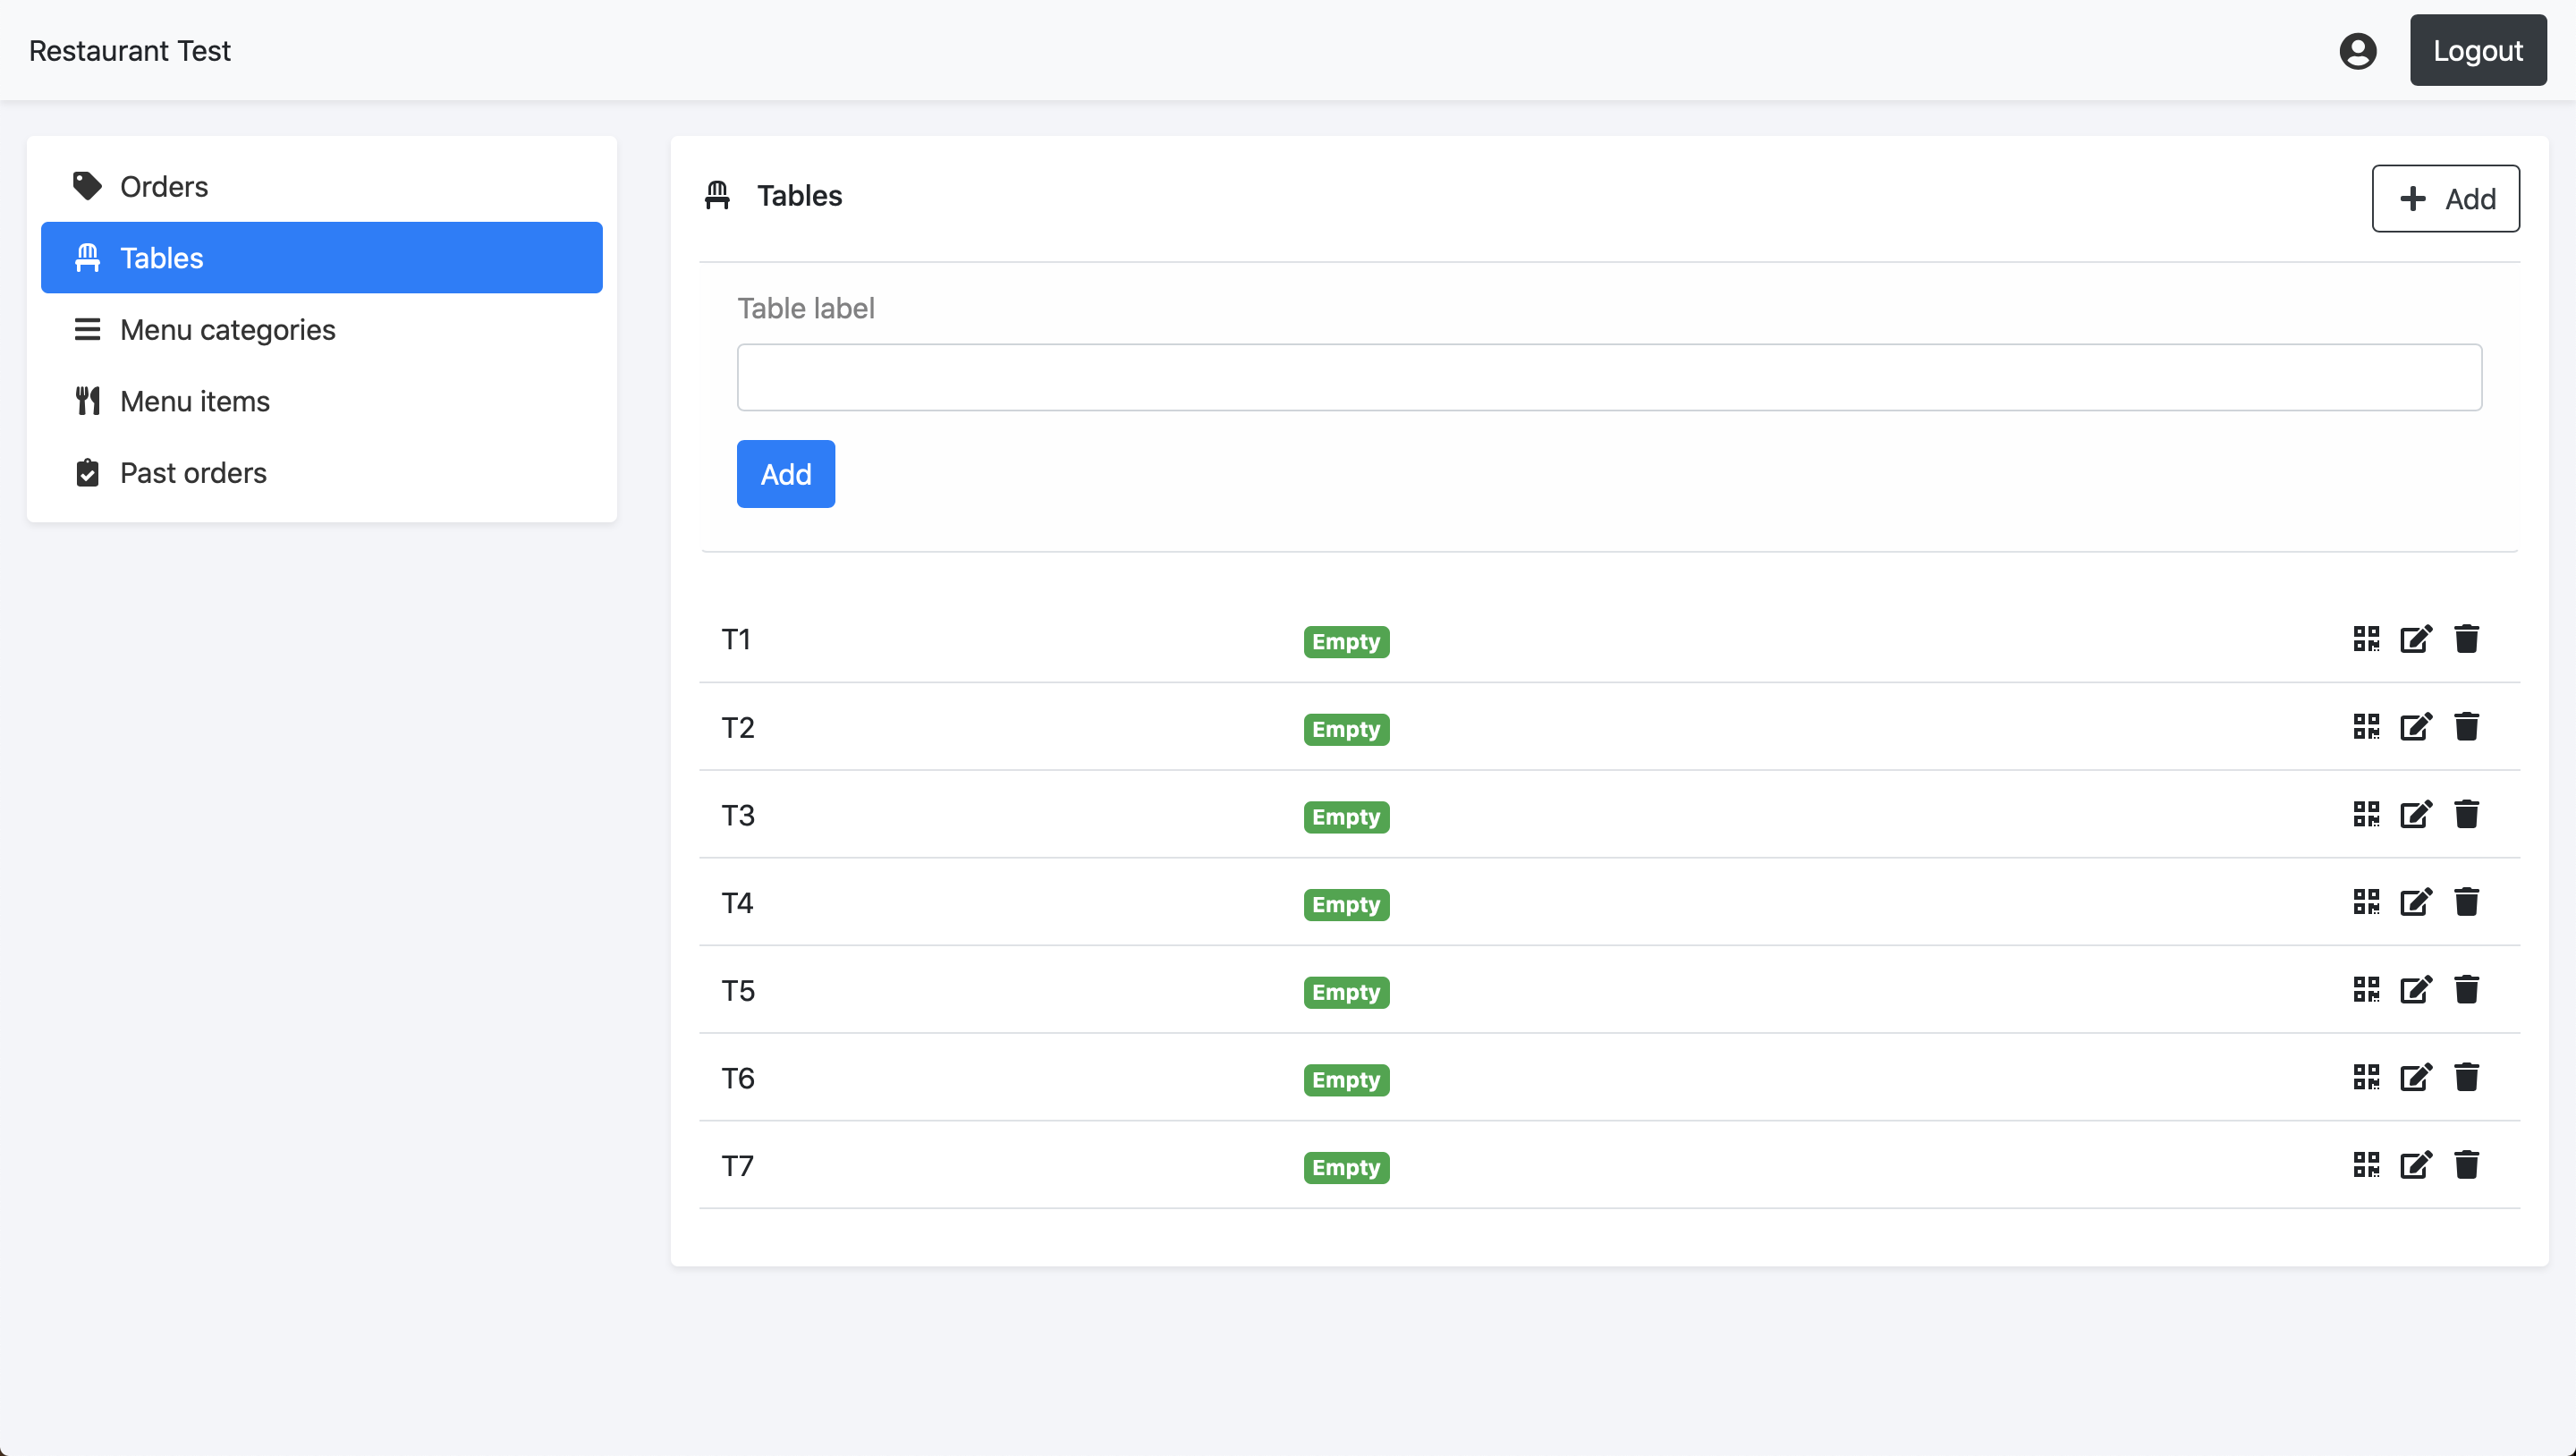 Restaurant Test
Logout
Orders
Tables
Menu categories
Menu items
Past orders
Tables
Add
Table label
Add
T1 Empty
T2 Empty
T3 Empty
T4 Empty
T5 Empty
T6 Empty
T7 Empty